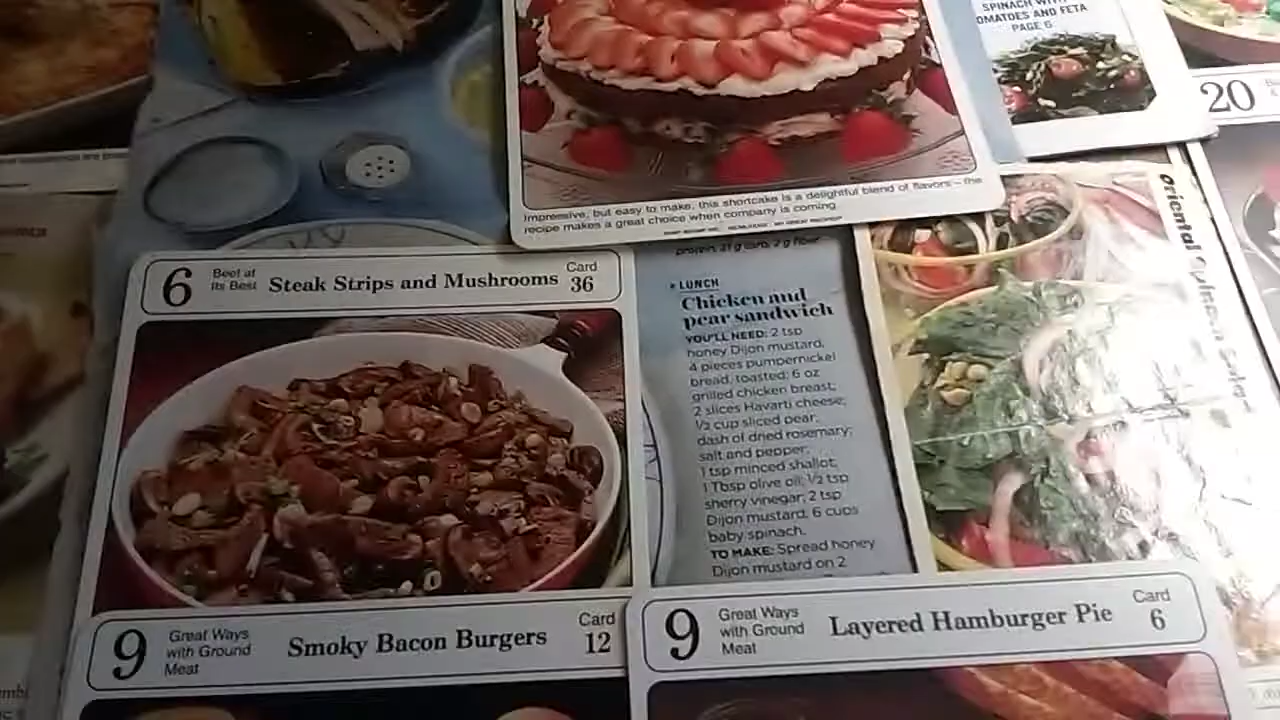 SPINACH WITH
TOMATOES AND FETA
PAGE 6
20
Impressive, but easy to make, this shortcake is a delightful blend of flavors—the
recipe makes a great choice when company is coming.
protein, 31 g carb, 2 g fiber
6
Beef at
Its Best
Steak Strips and Mushrooms
Card
36
LUNCH
Chicken and
pear sandwich
YOU'LL NEED: 2 tsp
honey Dijon mustard,
4 pieces pumpernickel
bread, toasted; 6 oz
grilled chicken breast;
2 slices Havarti cheese;
½ cup sliced pear;
dash of dried rosemary;
salt and pepper;
1 tsp minced shallot;
1 Tbsp olive oil; 1/2 tsp
sherry vinegar; 2 tsp
Dijon mustard; 6 cups
baby spinach.
TO MAKE: Spread honey
Dijon mustard on 2
Oriental
9
Great Ways
with Ground
Meat
Smoky Bacon Burgers
Card
12
9
Great Ways
with Ground
Meat
Layered Hamburger Pie
Card
6